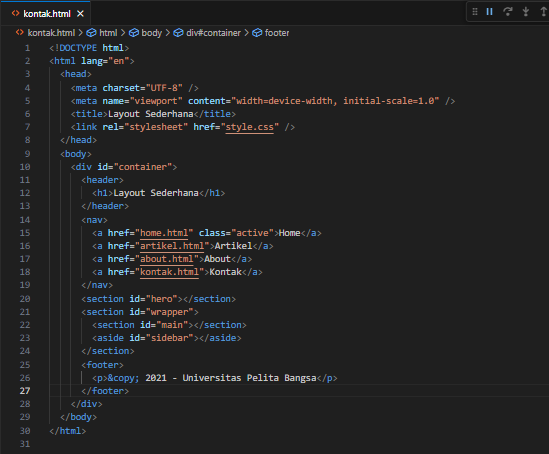 kontak.html
kontak.html > html > body > div#container > footer
1 <!DOCTYPE html>
2 <html lang="en">
3 <head>
4 <meta charset="UTF-8" />
5 <meta name="viewport" content="width=device-width, initial-scale=1.0" />
6 <title>Layout Sederhana</title>
7 <link rel="stylesheet" href="style.css" />
8 </head>
9 <body>
10 <div id="container">
11 <header>
12 <h1>Layout Sederhana</h1>
13 </header>
14 <nav>
15 <a href="home.html" class="active">Home</a>
16 <a href="artikel.html">Artikel</a>
17 <a href="about.html">About</a>
18 <a href="kontak.html">Kontak</a>
19 </nav>
20 <section id="hero"></section>
21 <section id="wrapper">
22 <section id="main"></section>
23 <aside id="sidebar"></aside>
24 </section>
25 <footer>
26 <p>&copy; 2021 - Universitas Pelita Bangsa</p>
27 </footer>
28 </div>
29 </body>
30 </html>
31